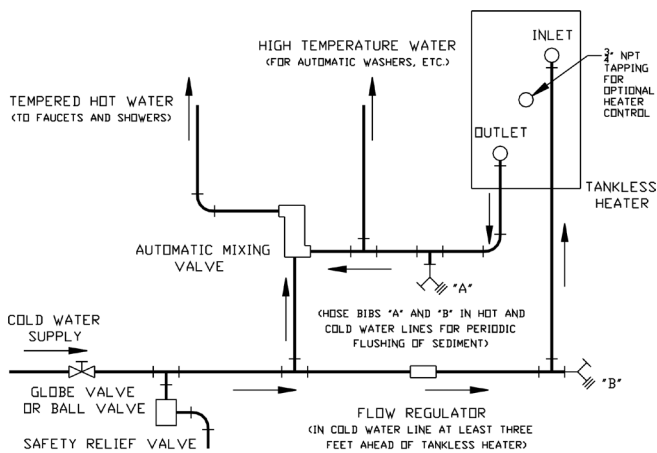 INLET
3/4" NPT
TAPPING
FOR
OPTIONAL
HEATER
CONTROL
HIGH TEMPERATURE WATER
(FOR AUTOMATIC WASHERS, ETC.)
TEMPERED HOT WATER
(TO FAUCETS AND SHOWERS)
OUTLET
TANKLESS
HEATER
AUTOMATIC MIXING
VALVE
"A"
(HOSE BIBS "A" AND "B" IN HOT AND
COLD WATER LINES FOR PERIODIC
FLUSHING OF SEDIMENT)
COLD WATER
SUPPLY
GLOBE VALVE
OR BALL VALVE
"B"
FLOW REGULATOR
(IN COLD WATER LINE AT LEAST THREE
FEET AHEAD OF TANKLESS HEATER)
SAFETY RELIEF VALVE